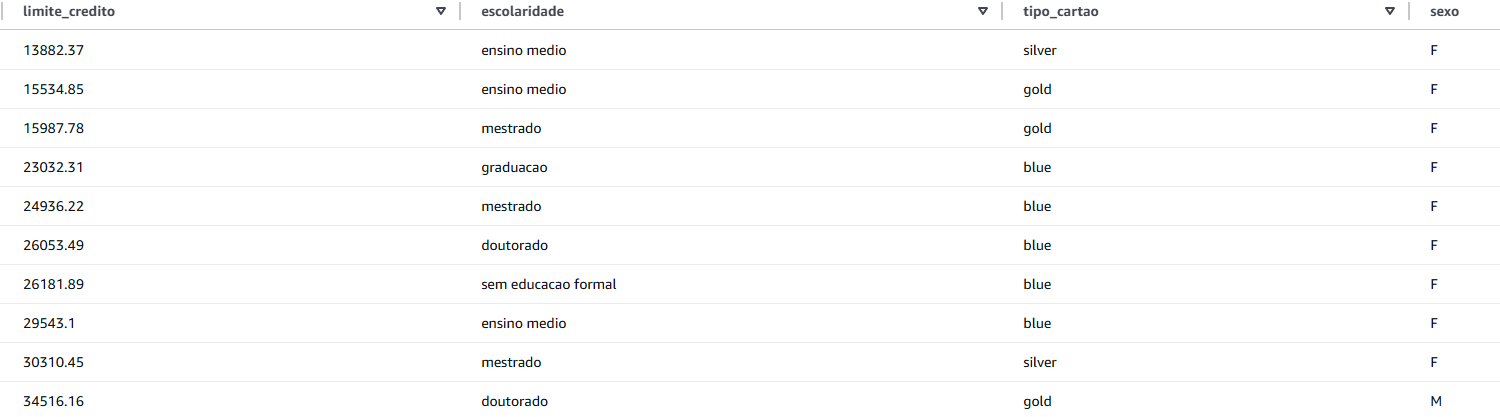 limite_credito escolaridade tipo_cartao sexo
13882.37 ensino medio silver F
15534.85 ensino medio gold F
15987.78 mestrado gold F
23032.31 graduacao blue F
24936.22 mestrado blue F
26053.49 doutorado blue F
26181.89 sem educacao formal blue F
29543.1 ensino medio blue F
30310.45 mestrado silver F
34516.16 doutorado gold M